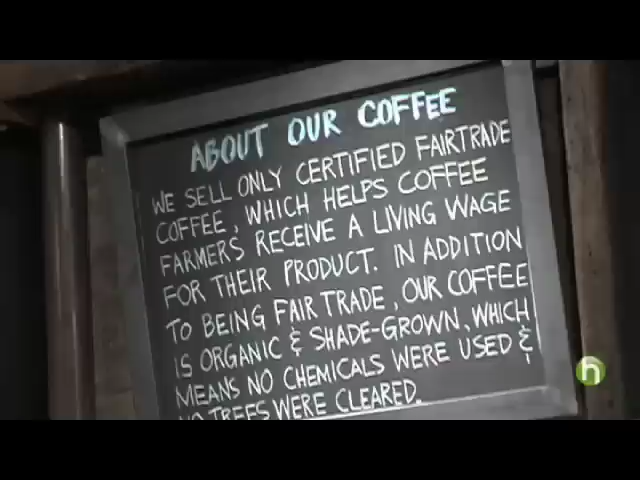 ABOUT OUR COFFEE
WE SELL ONLY CERTIFIED FAIRTRADE
COFFEE, WHICH HELPS COFFEE
FARMERS RECEIVE A LIVING WAGE
FOR THEIR PRODUCT. IN ADDITION
TO BEING FAIR TRADE, OUR COFFEE
IS ORGANIC & SHADE-GROWN, WHICH
MEANS NO CHEMICALS WERE USED &
NO TREES WERE CLEARED.
h